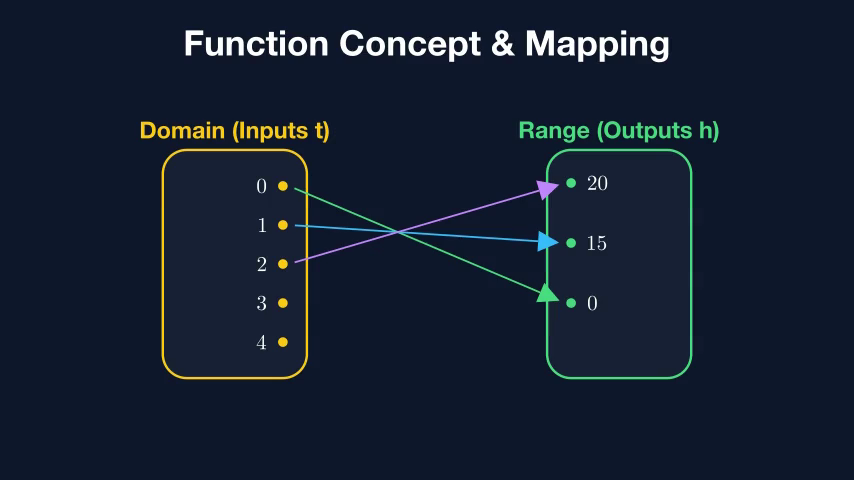 Function Concept & Mapping
Domain (Inputs t)
0
1
2
3
4
Range (Outputs h)
20
15
0